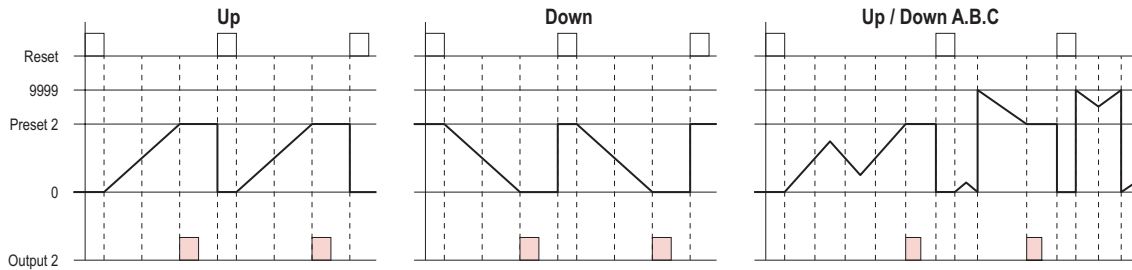 Up
Down
Up / Down A.B.C
Reset
9999
Preset 2
0
Output 2